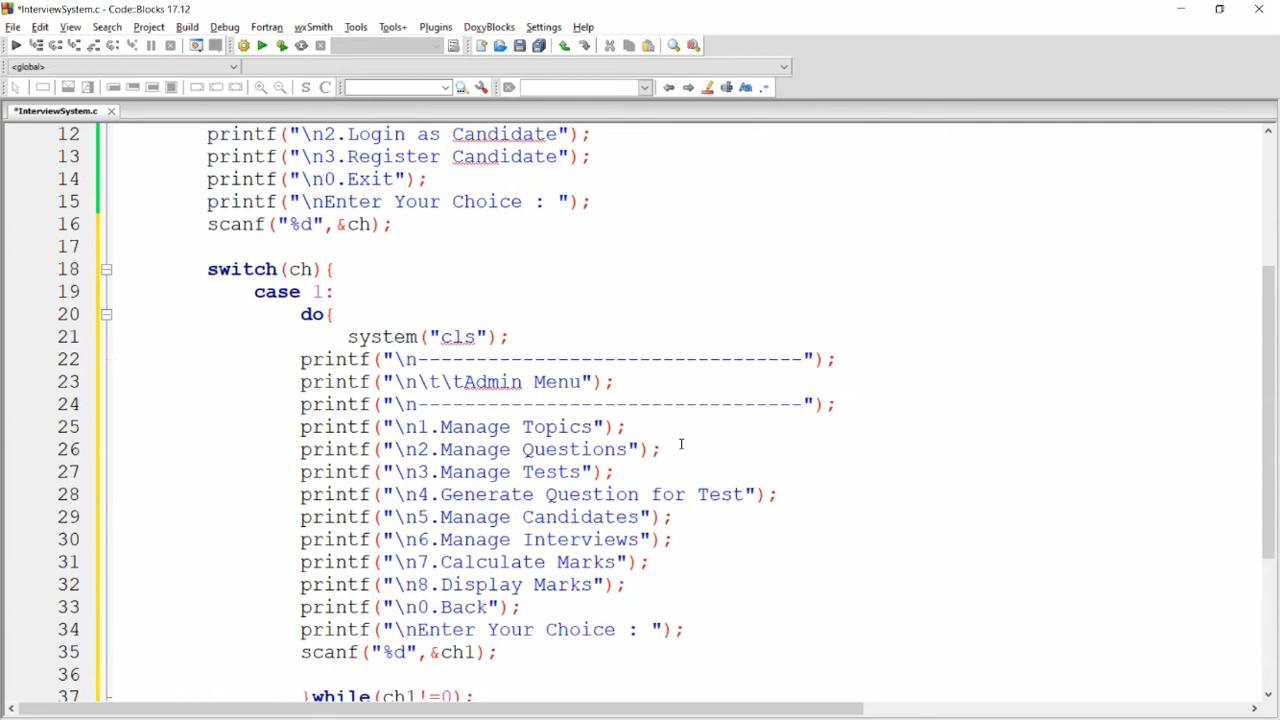 *InterviewSystem.c - Code::Blocks 17.12
File Edit View Search Project Build Debug Fortran wxSmith Tools Tools+ Plugins DoxyBlocks Settings Help
<global>
S C
*InterviewSystem.c
12 printf("\n2.Login as Candidate");
13 printf("\n3.Register Candidate");
14 printf("\n0.Exit");
15 printf("\nEnter Your Choice : ");
16 scanf("%d",&ch);
17
18 switch(ch){
19 case 1:
20 do{
21 system("cls");
22 printf("\n---------------------------------");
23 printf("\n\t\tAdmin Menu");
24 printf("\n---------------------------------");
25 printf("\n1.Manage Topics");
26 printf("\n2.Manage Questions");
27 printf("\n3.Manage Tests");
28 printf("\n4.Generate Question for Test");
29 printf("\n5.Manage Candidates");
30 printf("\n6.Manage Interviews");
31 printf("\n7.Calculate Marks");
32 printf("\n8.Display Marks");
33 printf("\n0.Back");
34 printf("\nEnter Your Choice : ");
35 scanf("%d",&ch1);
36
37 }while(ch1!=0);